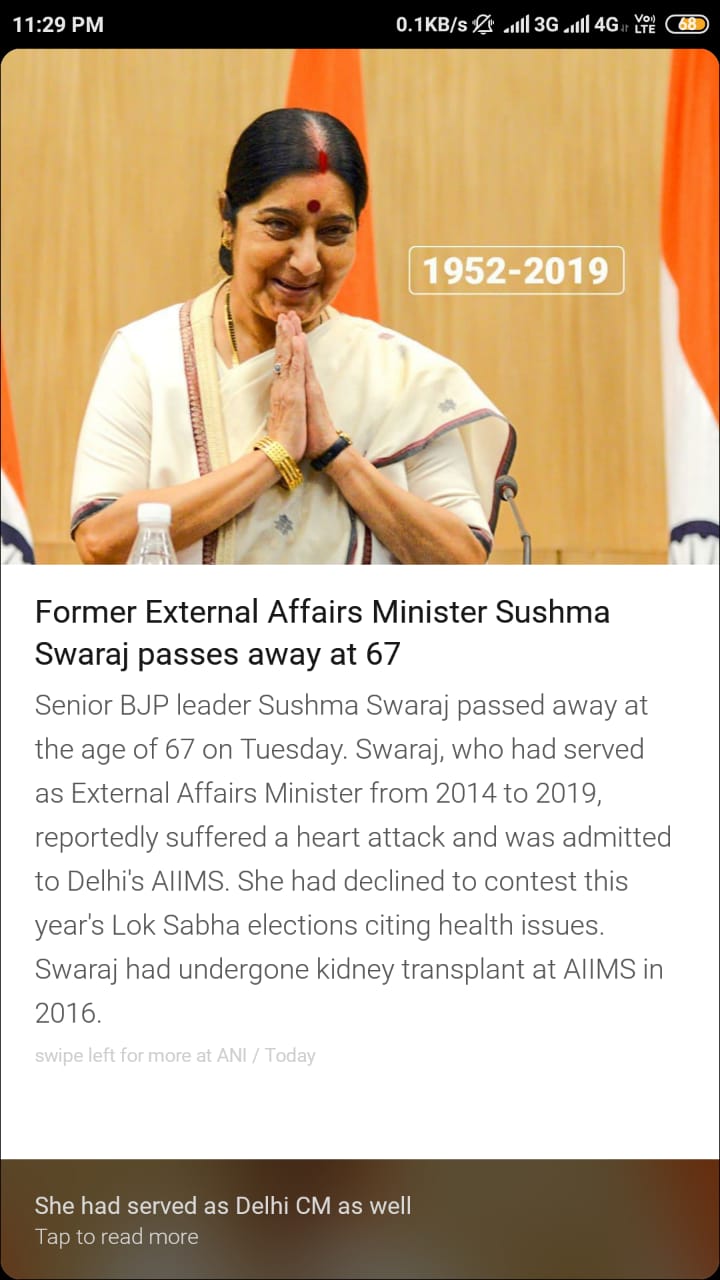 11:29 PM 0.1KB/s 3G 4G Vo) LTE 68
1952-2019
Former External Affairs Minister Sushma
Swaraj passes away at 67
Senior BJP leader Sushma Swaraj passed away at
the age of 67 on Tuesday. Swaraj, who had served
as External Affairs Minister from 2014 to 2019,
reportedly suffered a heart attack and was admitted
to Delhi's AIIMS. She had declined to contest this
year's Lok Sabha elections citing health issues.
Swaraj had undergone kidney transplant at AIIMS in
2016.
swipe left for more at ANI / Today
She had served as Delhi CM as well
Tap to read more